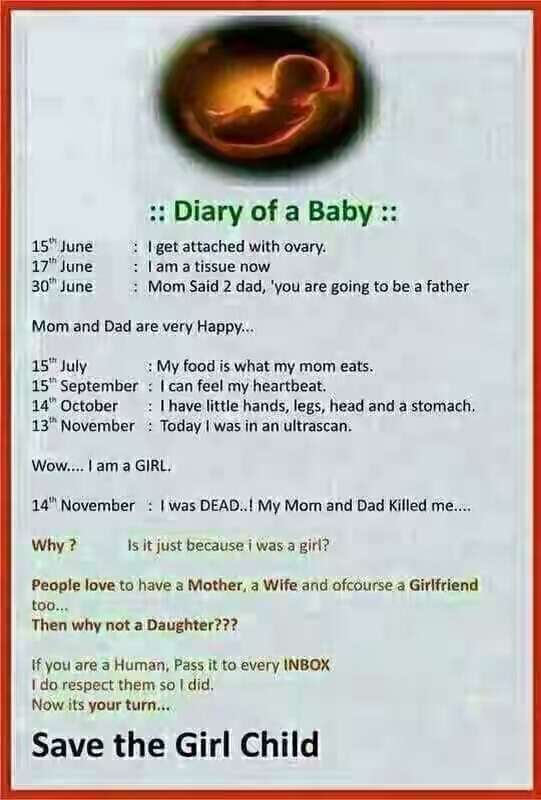 :: Diary of a Baby ::
15th June : I get attached with ovary.
17th June : I am a tissue now
30th June : Mom Said 2 dad, 'you are going to be a father
Mom and Dad are very Happy...
15th July : My food is what my mom eats.
15th September : I can feel my heartbeat.
14th October : I have little hands, legs, head and a stomach.
13th November : Today I was in an ultrascan.
Wow.... I am a GIRL.
14th November : I was DEAD..! My Mom and Dad Killed me....
Why ? Is it just because i was a girl?
People love to have a Mother, a Wife and ofcourse a Girlfriend
too...
Then why not a Daughter???
If you are a Human, Pass it to every INBOX
I do respect them so I did.
Now its your turn...
Save the Girl Child